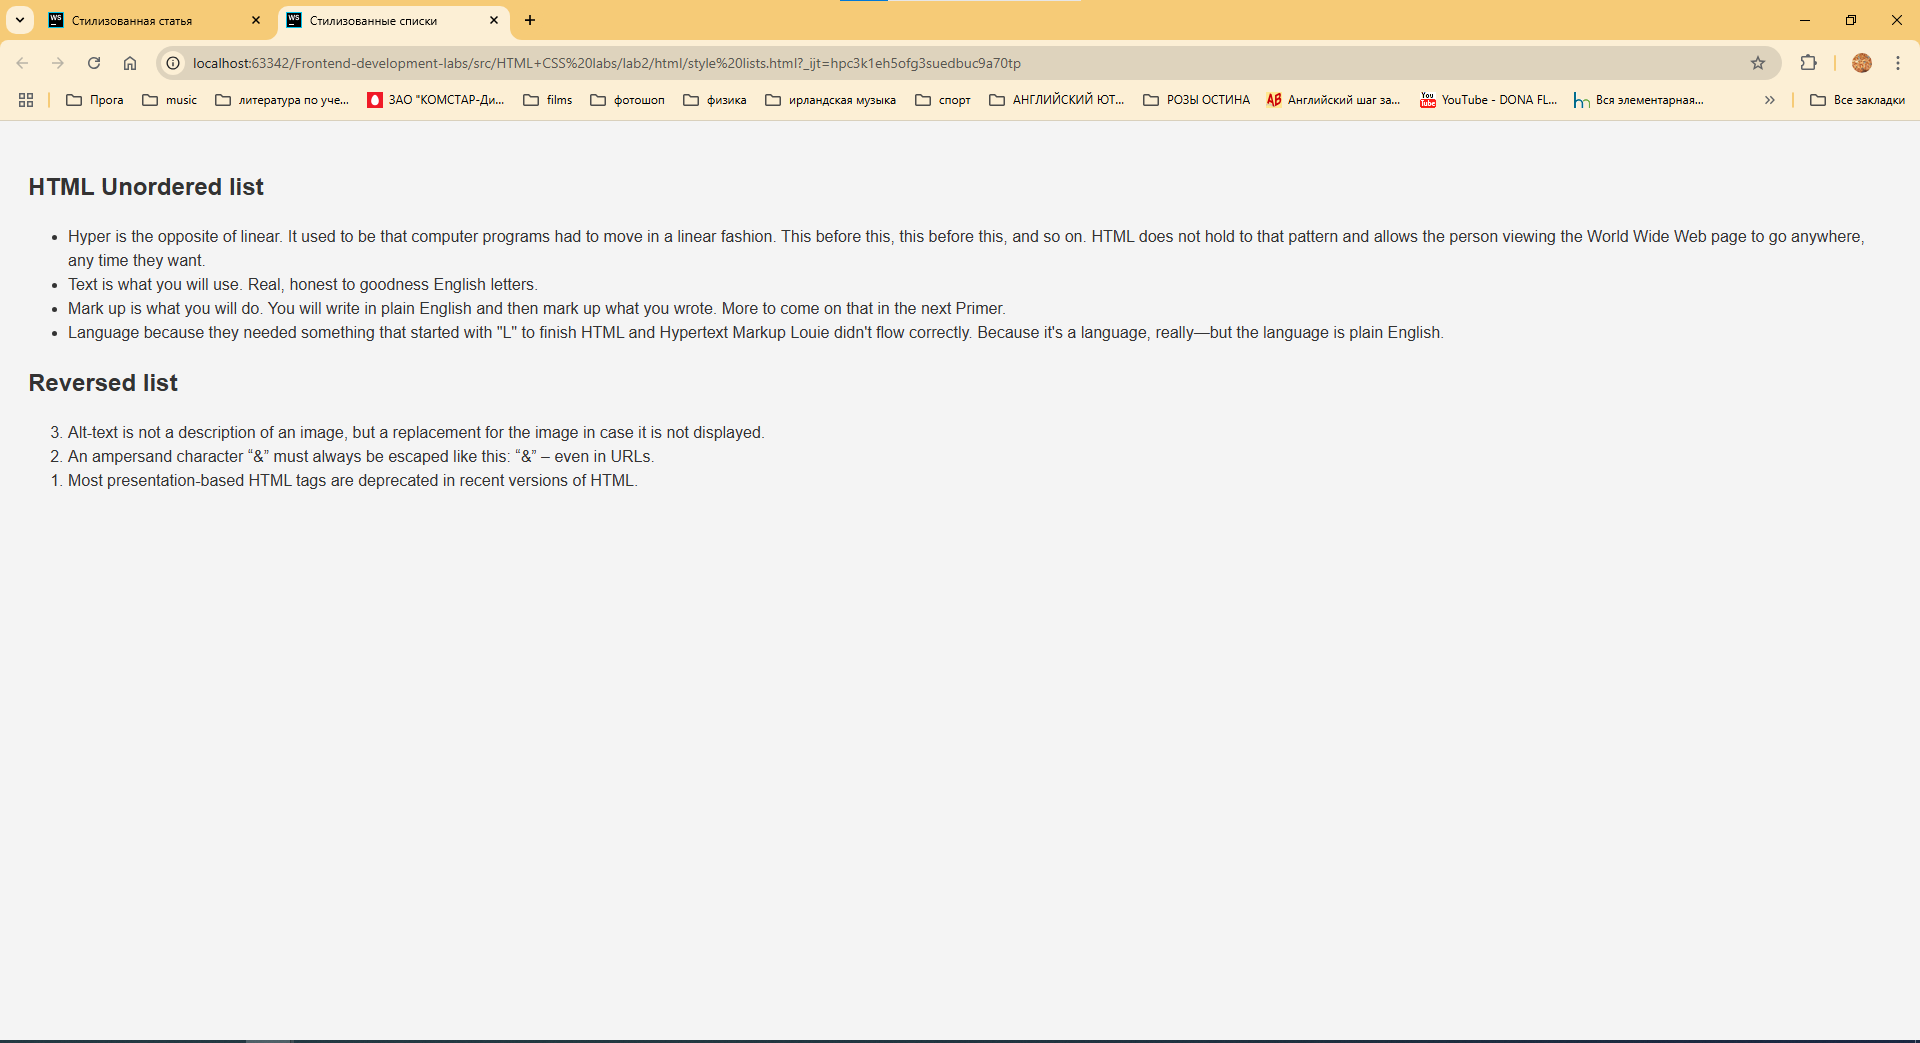 Стилизованная статья
Стилизованные списки
localhost:63342/Frontend-development-labs/src/HTML+CSS%20labs/lab2/html/style%20lists.html?_ijt=hpc3k1eh5ofg3suedbuc9a70tp
Прога music литература по уче... ЗАО "КОМСТАР-Ди... films фотошоп физика ирландская музыка спорт АНГЛИЙСКИЙ ЮТ... РОЗЫ ОСТИНА AB Английский шаг за... You Tube YouTube - DONA FL... Вся элементарная... » Все закладки
HTML Unordered list
• Hyper is the opposite of linear. It used to be that computer programs had to move in a linear fashion. This before this, this before this, and so on. HTML does not hold to that pattern and allows the person viewing the World Wide Web page to go anywhere,
any time they want.
• Text is what you will use. Real, honest to goodness English letters.
• Mark up is what you will do. You will write in plain English and then mark up what you wrote. More to come on that in the next Primer.
• Language because they needed something that started with "L" to finish HTML and Hypertext Markup Louie didn't flow correctly. Because it's a language, really—but the language is plain English.
Reversed list
3. Alt-text is not a description of an image, but a replacement for the image in case it is not displayed.
2. An ampersand character “&” must always be escaped like this: “&” – even in URLs.
1. Most presentation-based HTML tags are deprecated in recent versions of HTML.